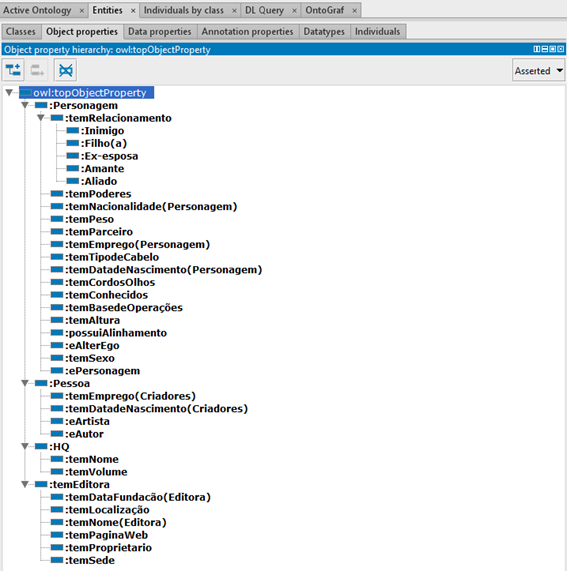 Active Ontology × Entities × Individuals by class × DL Query × OntoGraf ×
Classes Object properties Data properties Annotation properties Datatypes Individuals
Object property hierarchy: owl:topObjectProperty
Asserted
owl:topObjectProperty
:Personagem
:temRelacionamento
:Inimigo
:Filho(a)
:Ex-esposa
:Amante
:Aliado
:temPoderes
:temNacionalidade(Personagem)
:temPeso
:temParceiro
:temEmprego(Personagem)
:temTipodeCabelo
:temDatadeNascimento(Personagem)
:temCordosOlhos
:temConhecidos
:temBasedeOperações
:temAltura
:possuiAlinhamento
:eAlterEgo
:temSexo
:ePersonagem
:Pessoa
:temEmprego(Criadores)
:temDatadeNascimento(Criadores)
:eArtista
:eAutor
:HQ
:temNome
:temVolume
:temEditora
:temDataFundacão(Editora)
:temLocalização
:temNome(Editora)
:temPaginaWeb
:temProprietario
:temSede